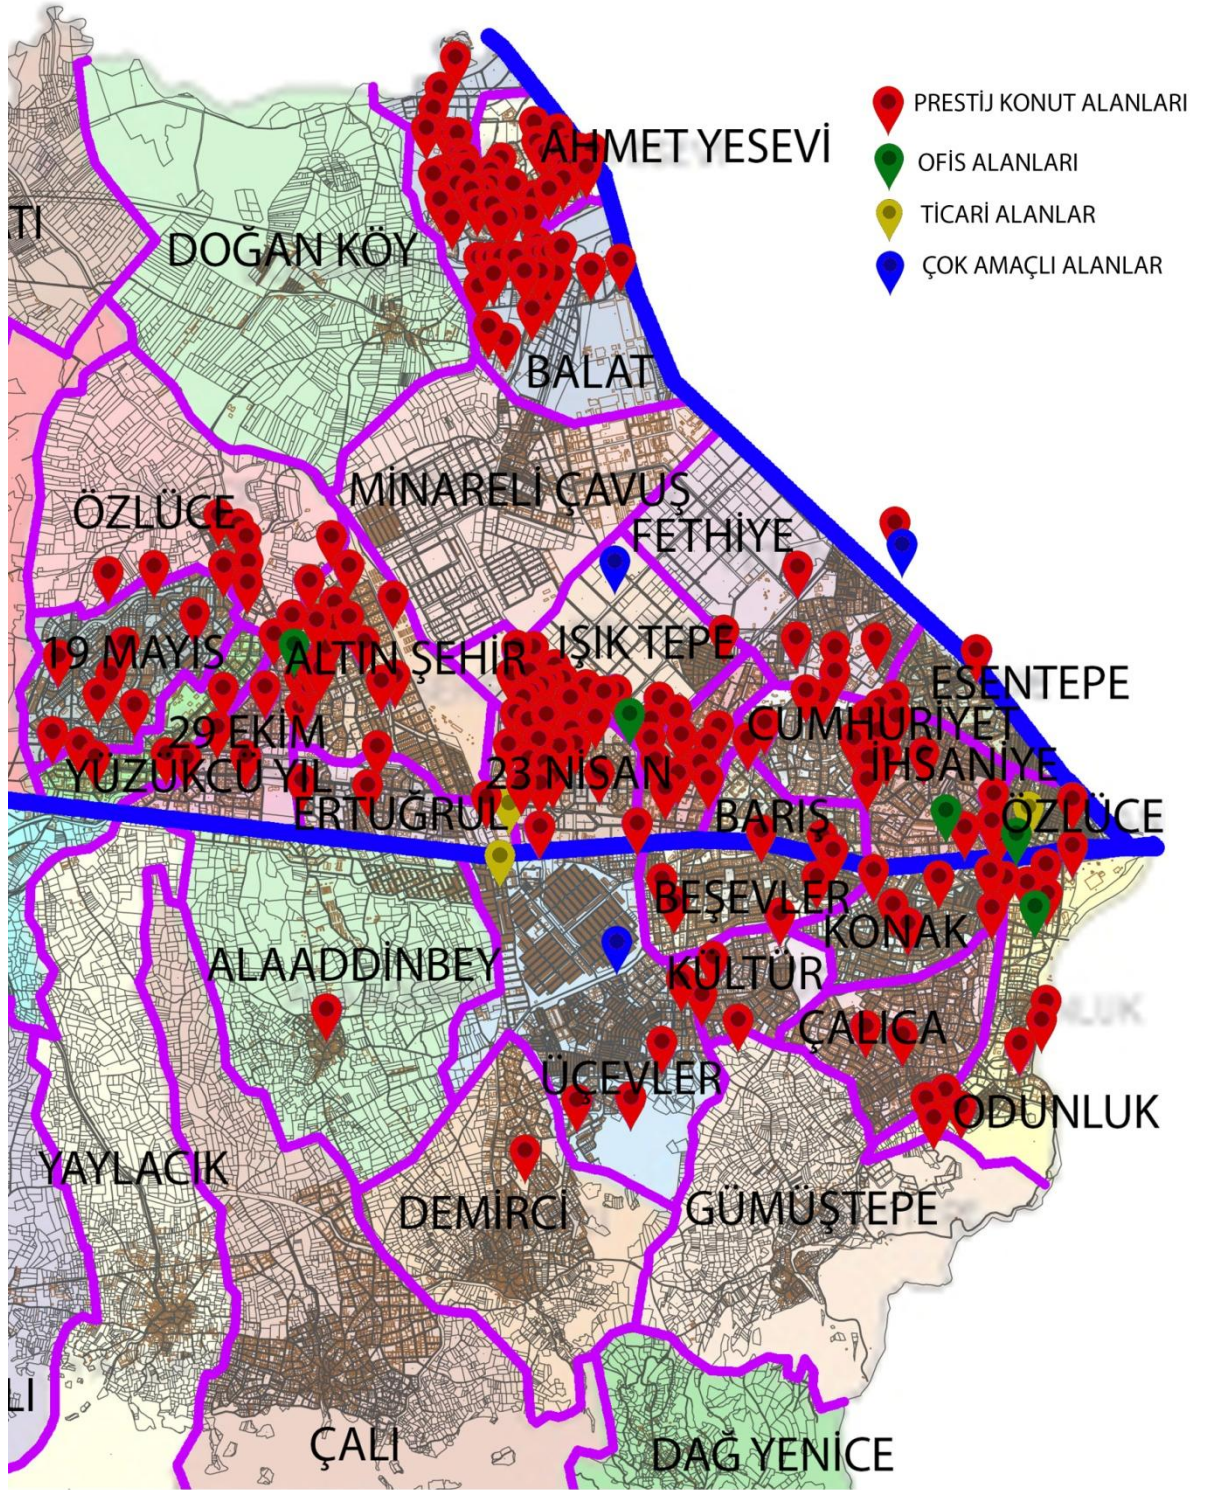 PRESTİJ KONUT ALANLARI
AHMET YESEVİ
OFİS ALANLARI
TİCARİ ALANLAR
TI
DOĞAN KÖY
ÇOK AMAÇLI ALANLAR
BALAT
MİNARELİ ÇAVUŞ
ÖZLÜCE
FETHİYE
19 MAYIS
ALTIN ŞEHİR
IŞIK TEPE
ESENTEPE
29 EKİM
CUMHURİYET
YÜZÜKCÜ YIL
23 NİSAN
İHSANİYE
ERTUĞRUL
BARIŞ
ÖZLÜCE
BEŞEVLER
KONAK
ALAADDİNBEY
KÜLTÜR
ÇALICA
ÜÇEVLER
ODUNLUK
YAYLACIK
DEMİRCİ
GÜMÜŞTEPE
LI
ÇALI
DAĞ YENİCE